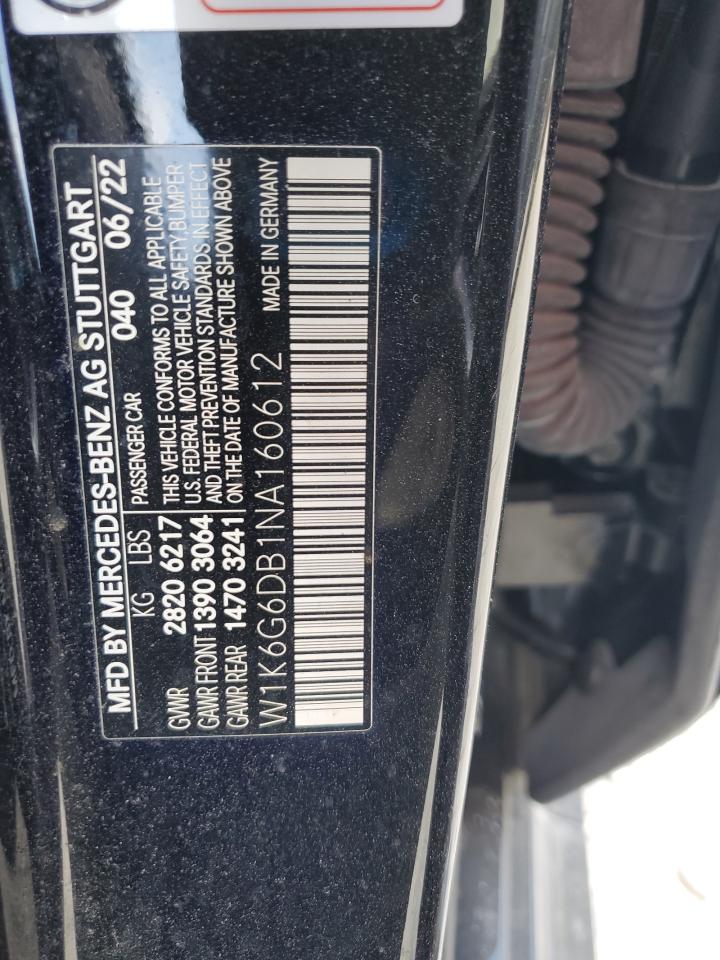 MFD BY MERCEDES-BENZ AG STUTTGART
KG LBS PASSENGER CAR 040 06/22
GVWR 2820 6217 THIS VEHICLE CONFORMS TO ALL APPLICABLE
U.S. FEDERAL MOTOR VEHICLE SAFETY,BUMPER
GAWR FRONT 1390 3064 AND THEFT PREVENTION STANDARDS IN EFFECT
GAWR REAR 1470 3241 ON THE DATE OF MANUFACTURE SHOWN ABOVE
W1K6G6DB1NA160612 MADE IN GERMANY